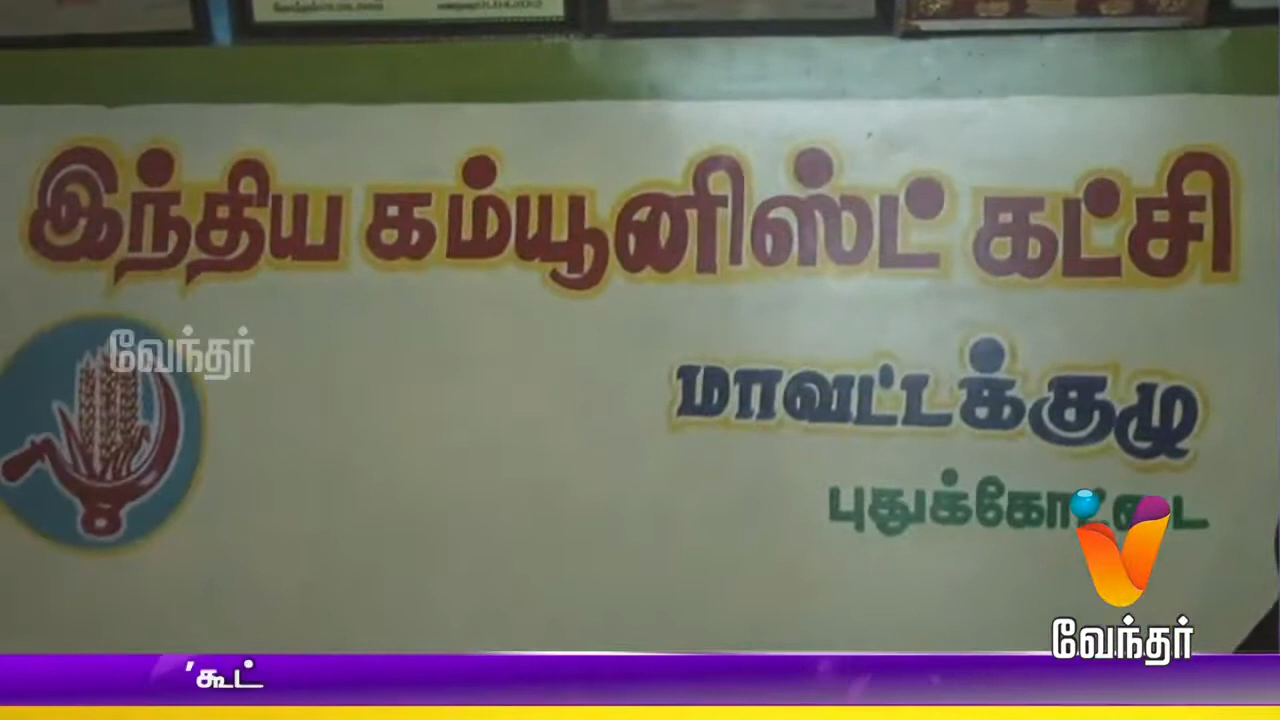 இந்திய கம்யூனிஸ்ட் கட்சி
வேந்தர்
மாவட்டக்குழு
புதுக்கோட்டை
வேந்தர்
'கூட்